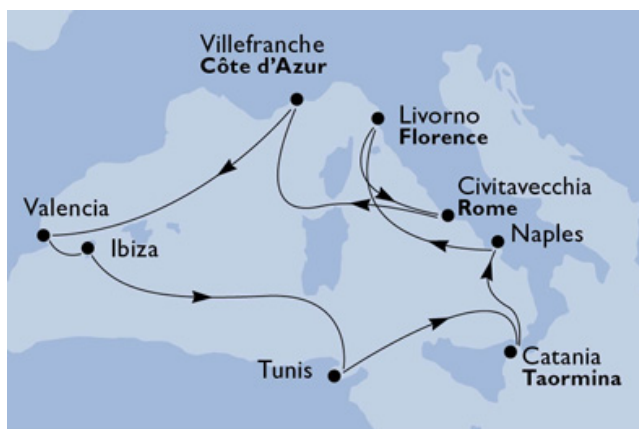 Villefranche
Côte d'Azur
Livorno
Florence
Civitavecchia
Rome
Valencia
Ibiza
Naples
Tunis
Catania
Taormina